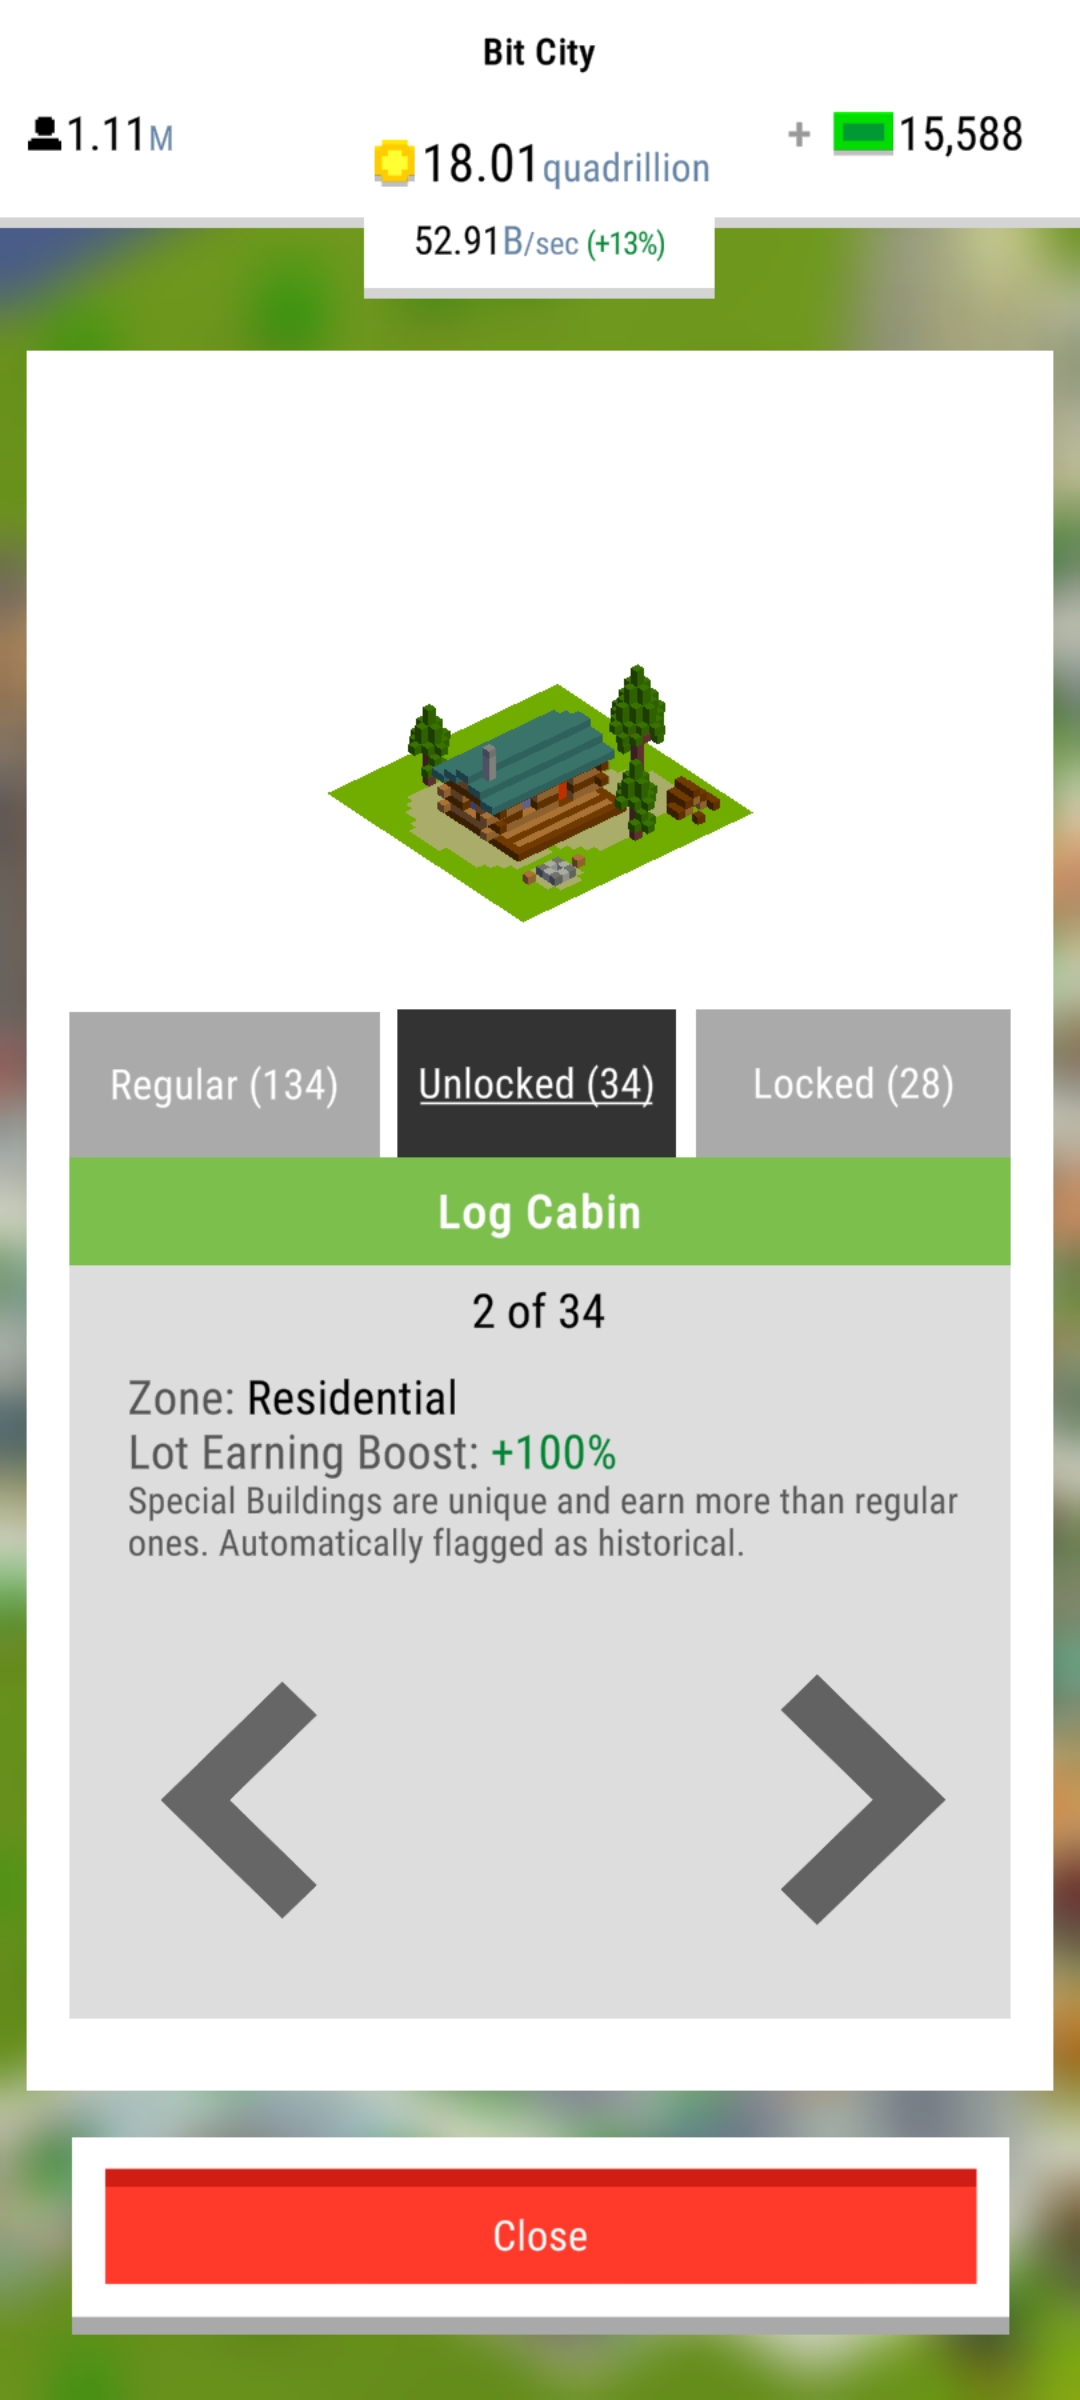 Bit City
1.11M
18.01quadrillion
+ 15,588
52.91B/sec (+13%)
Regular (134)
Unlocked (34)
Locked (28)
Log Cabin
2 of 34
Zone: Residential
Lot Earning Boost: +100%
Special Buildings are unique and earn more than regular
ones. Automatically flagged as historical.
Close